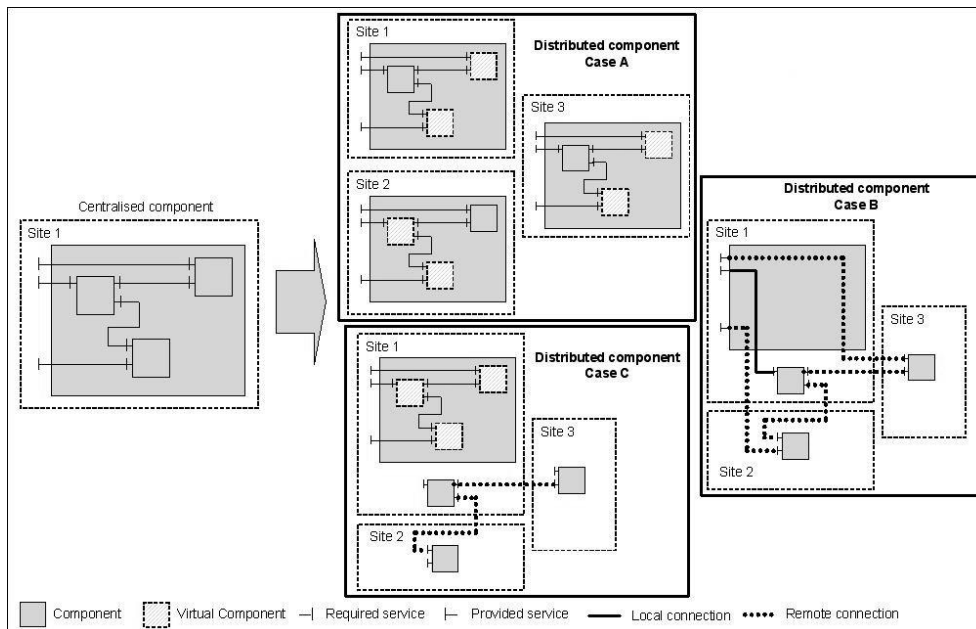 Centralised component
Site 1
Distributed component
Case A
Site 1
Site 3
Site 2
Distributed component
Case B
Site 1
Site 3
Site 2
Distributed component
Case C
Site 1
Site 3
Site 2
Component
Virtual Component
Required service
Provided service
Local connection
Remote connection